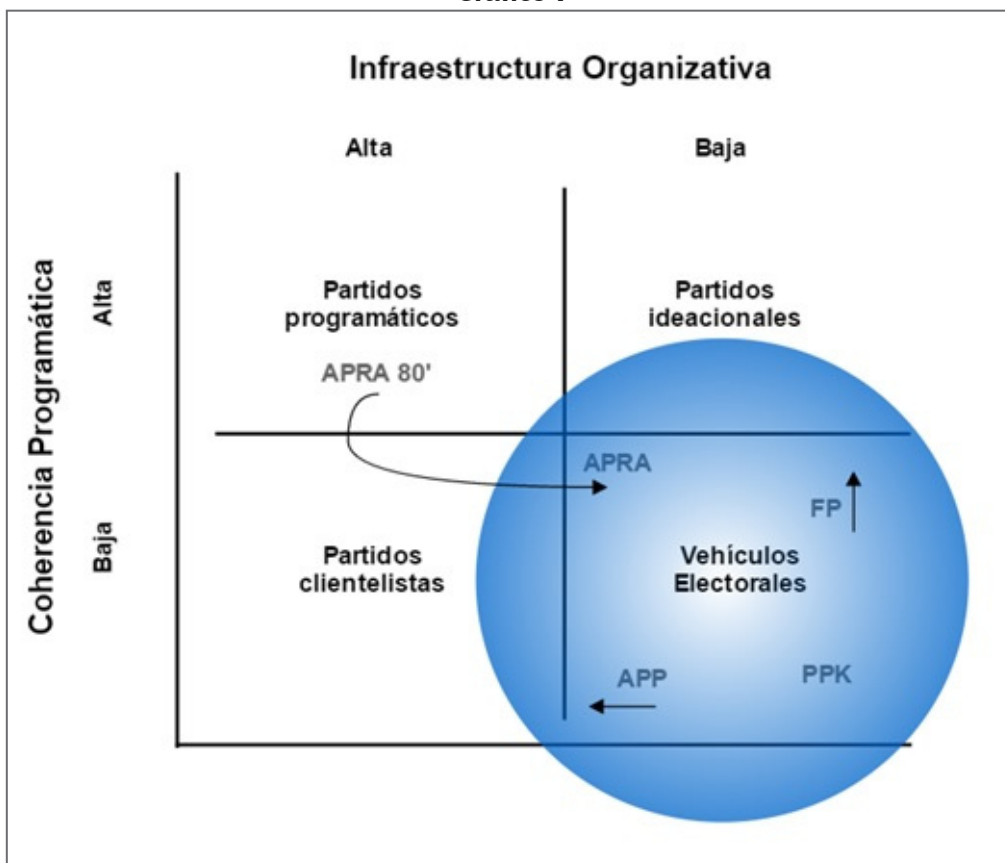 Infraestructura Organizativa
Alta
Baja
Coherencia Programática
Alta
Baja
Partidos
programáticos
Partidos
ideacionales
APRA 80'
APRA
FP
Partidos
clientelistas
Vehículos
Electorales
APP
PPK